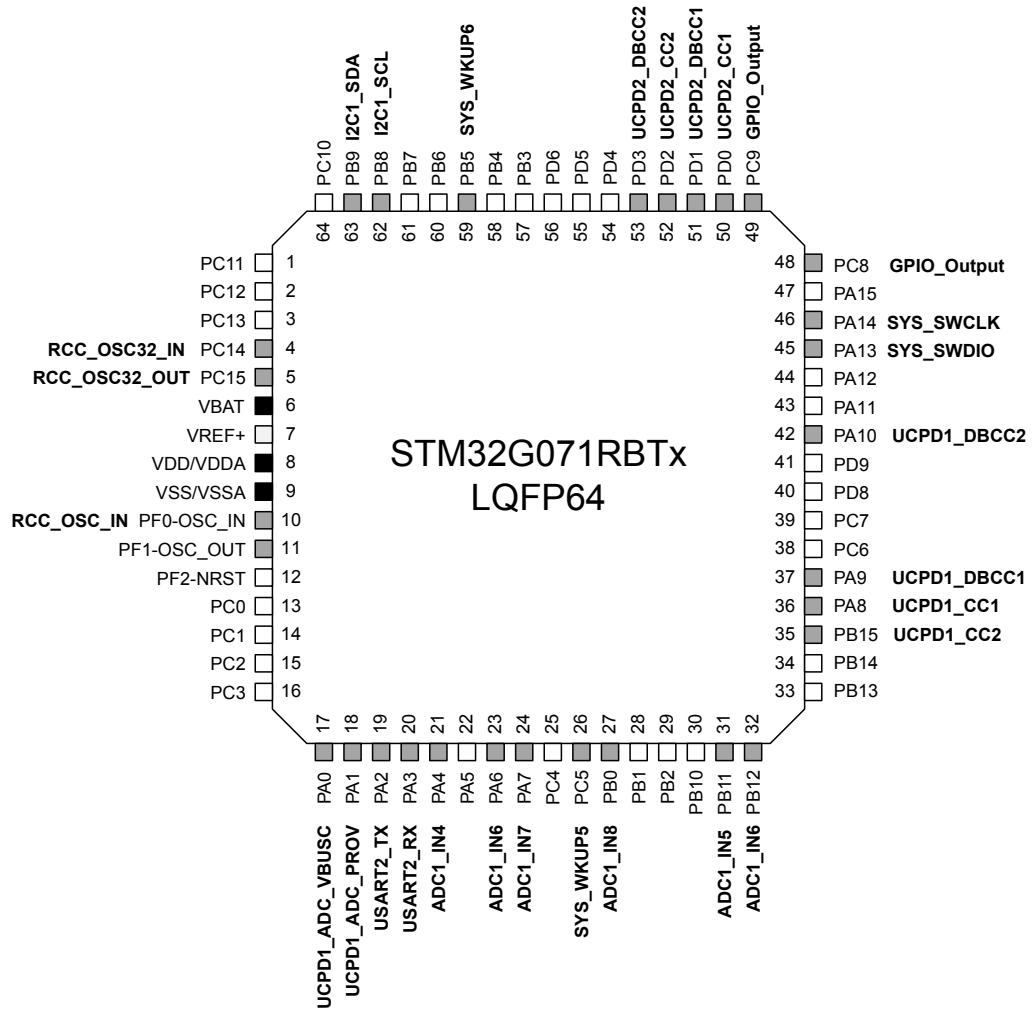 I2C1_SDA
I2C1_SCL
SYS_WKUP6
UCPD2_DBCC2
UCPD2_CC2
UCPD2_DBCC1
UCPD2_CC1
GPIO_Output
PC10
PB9
PB8
PB7
PB6
PB5
PB4
PB3
PD6
PD5
PD4
PD3
PD2
PD1
PD0
PC9
64
63
62
61
60
59
58
57
56
55
54
53
52
51
50
49
PC11 1
PC12 2
PC13 3
RCC_OSC32_IN PC14 4
RCC_OSC32_OUT PC15 5
VBAT 6
VREF+ 7
VDD/VDDA 8
VSS/VSSA 9
RCC_OSC_IN PF0-OSC_IN 10
PF1-OSC_OUT 11
PF2-NRST 12
PC0 13
PC1 14
PC2 15
PC3 16
STM32G071RBTx
LQFP64
48 PC8 GPIO_Output
47 PA15
46 PA14 SYS_SWCLK
45 PA13 SYS_SWDIO
44 PA12
43 PA11
42 PA10 UCPD1_DBCC2
41 PD9
40 PD8
39 PC7
38 PC6
37 PA9 UCPD1_DBCC1
36 PA8 UCPD1_CC1
35 PB15 UCPD1_CC2
34 PB14
33 PB13
17
18
19
20
21
22
23
24
25
26
27
28
29
30
31
32
PA0
PA1
PA2
PA3
PA4
PA5
PA6
PA7
PC4
PC5
PB0
PB1
PB2
PB10
PB11
PB12
UCPD1_ADC_VBUSC
UCPD1_ADC_PROV
USART2_TX
USART2_RX
ADC1_IN4
ADC1_IN6
ADC1_IN7
SYS_WKUP5
ADC1_IN8
ADC1_IN5
ADC1_IN6